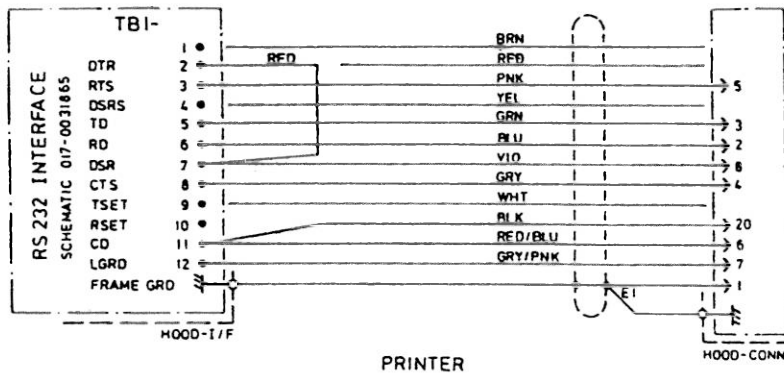 TB1-
1 BRN
DTR 2 RED RED
RTS 3 PNK 5
DSRS 4 YEL
TD 5 GRN 3
RD 6 BLU 2
DSR 7 VIO
CTS 8 GRY 4
TSET 9 WHT
RSET 10 BLK 20
CD 11 RED/BLU 6
LGRD 12 GRY/PNK 7
FRAME GRD 1
E1
RS 232 INTERFACE
SCHEMATIC 017-0031865
HOOD-I/F
HOOD-CONN
PRINTER